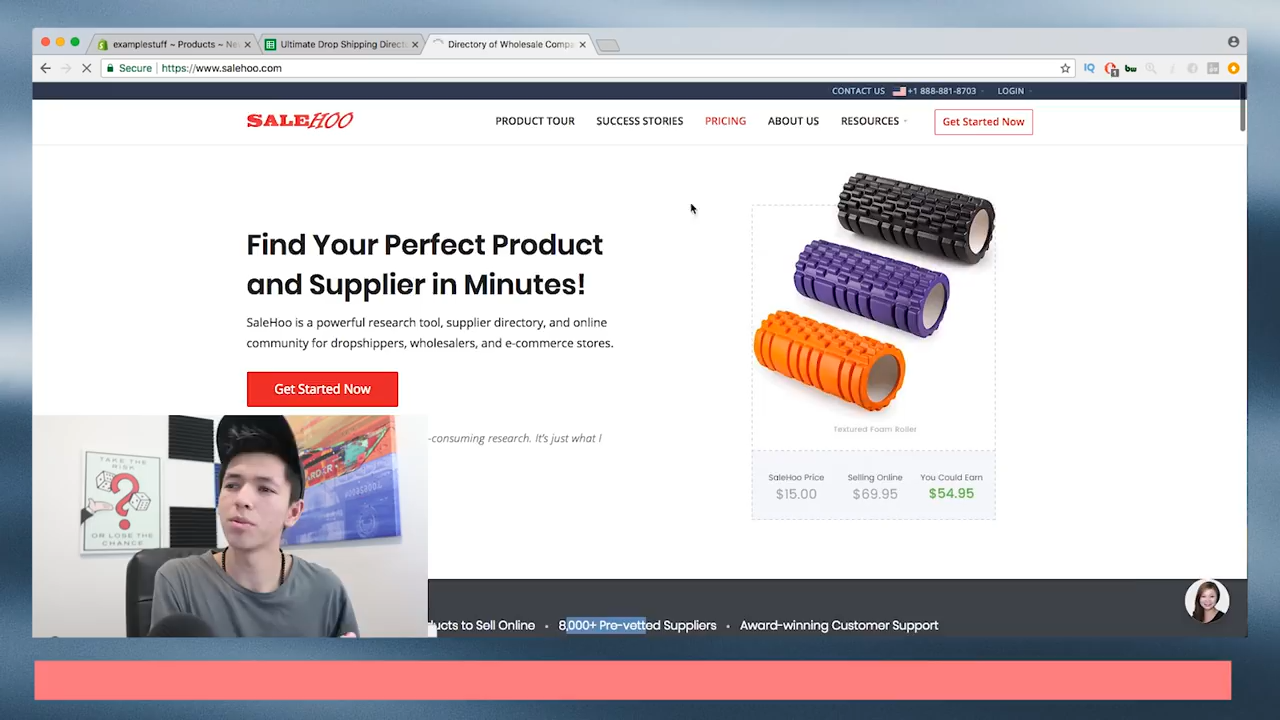 examplestuff ~ Products ~ Ne
Ultimate Drop Shipping Direct
Directory of Wholesale Comp
Secure | https://www.salehoo.com
CONTACT US +1 888-881-8703 LOGIN
SALEHOO PRODUCT TOUR SUCCESS STORIES PRICING ABOUT US RESOURCES Get Started Now
Find Your Perfect Product
and Supplier in Minutes!
SaleHoo is a powerful research tool, supplier directory, and online
community for dropshippers, wholesalers, and e-commerce stores.
Get Started Now
-consuming research. It's just what I
Textured Foam Roller
SaleHoo Price Selling Online You Could Earn
$15.00 $69.95 $54.95
TAKE THE
RISK
?
OR LOSE THE
CHANCE
ucts to Sell Online • 8,000+ Pre-vetted Suppliers • Award-winning Customer Support